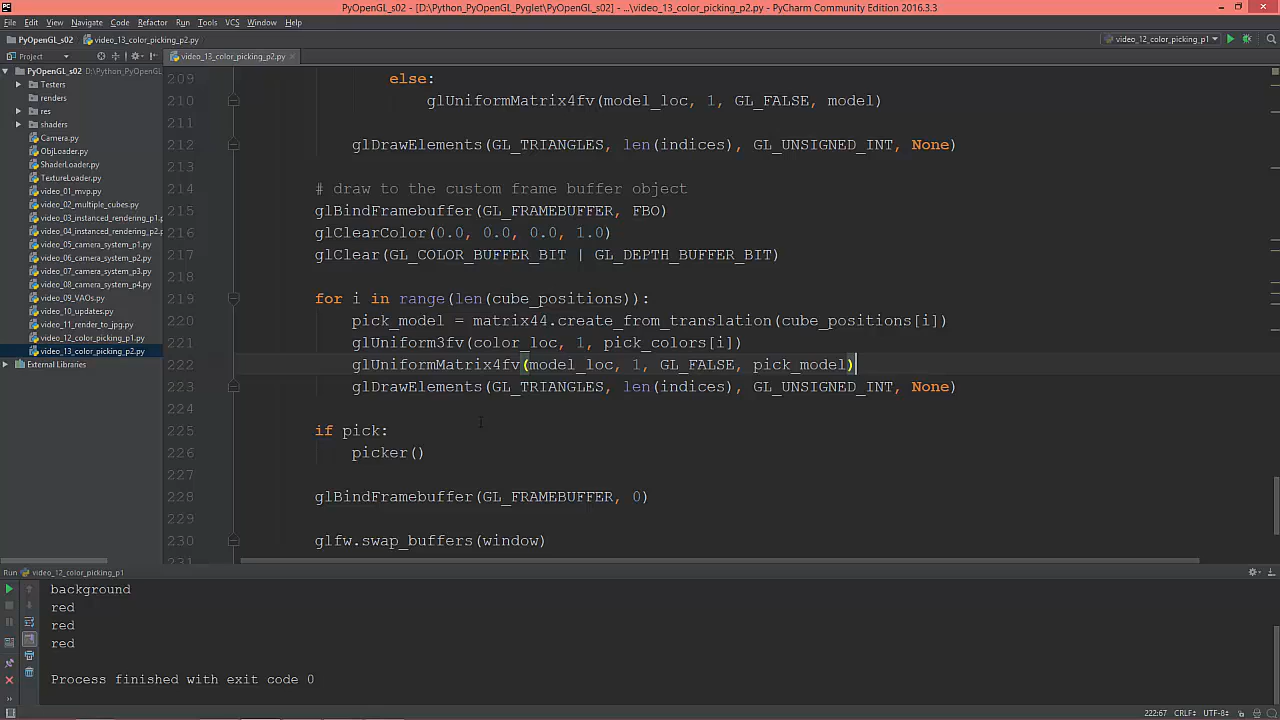 PyOpenGL_s02 - [D:\Python_PyOpenGL_Pyglet\PyOpenGL_s02] - ...\video_13_color_picking_p2.py - PyCharm Community Edition 2016.3.3
File Edit View Navigate Code Refactor Run Tools VCS Window Help
PyOpenGL_s02 video_13_color_picking_p2.py video_12_color_picking_p1
Project video_13_color_picking_p2.py
PyOpenGL_s02 D:\Python_PyOpenGL
Testers
renders
res
shaders
Camera.py
ObjLoader.py
ShaderLoader.py
TextureLoader.py
video_01_mvp.py
video_02_multiple_cubes.py
video_03_instanced_rendering_p1.
video_04_instanced_rendering_p2.
video_05_camera_system_p1.py
video_06_camera_system_p2.py
video_07_camera_system_p3.py
video_08_camera_system_p4.py
video_09_VAOs.py
video_10_updates.py
video_11_render_to_jpg.py
video_12_color_picking_p1.py
video_13_color_picking_p2.py
External Libraries
209 else:
210 glUniformMatrix4fv(model_loc, 1, GL_FALSE, model)
211
212 glDrawElements(GL_TRIANGLES, len(indices), GL_UNSIGNED_INT, None)
213
214 # draw to the custom frame buffer object
215 glBindFramebuffer(GL_FRAMEBUFFER, FBO)
216 glClearColor(0.0, 0.0, 0.0, 1.0)
217 glClear(GL_COLOR_BUFFER_BIT | GL_DEPTH_BUFFER_BIT)
218
219 for i in range(len(cube_positions)):
220 pick_model = matrix44.create_from_translation(cube_positions[i])
221 glUniform3fv(color_loc, 1, pick_colors[i])
222 glUniformMatrix4fv(model_loc, 1, GL_FALSE, pick_model)
223 glDrawElements(GL_TRIANGLES, len(indices), GL_UNSIGNED_INT, None)
224
225 if pick:
226 picker()
227
228 glBindFramebuffer(GL_FRAMEBUFFER, 0)
229
230 glfw.swap_buffers(window)
231
Run video_12_color_picking_p1
background
red
red
red
Process finished with exit code 0
222:67 CRLF÷ UTF-8÷